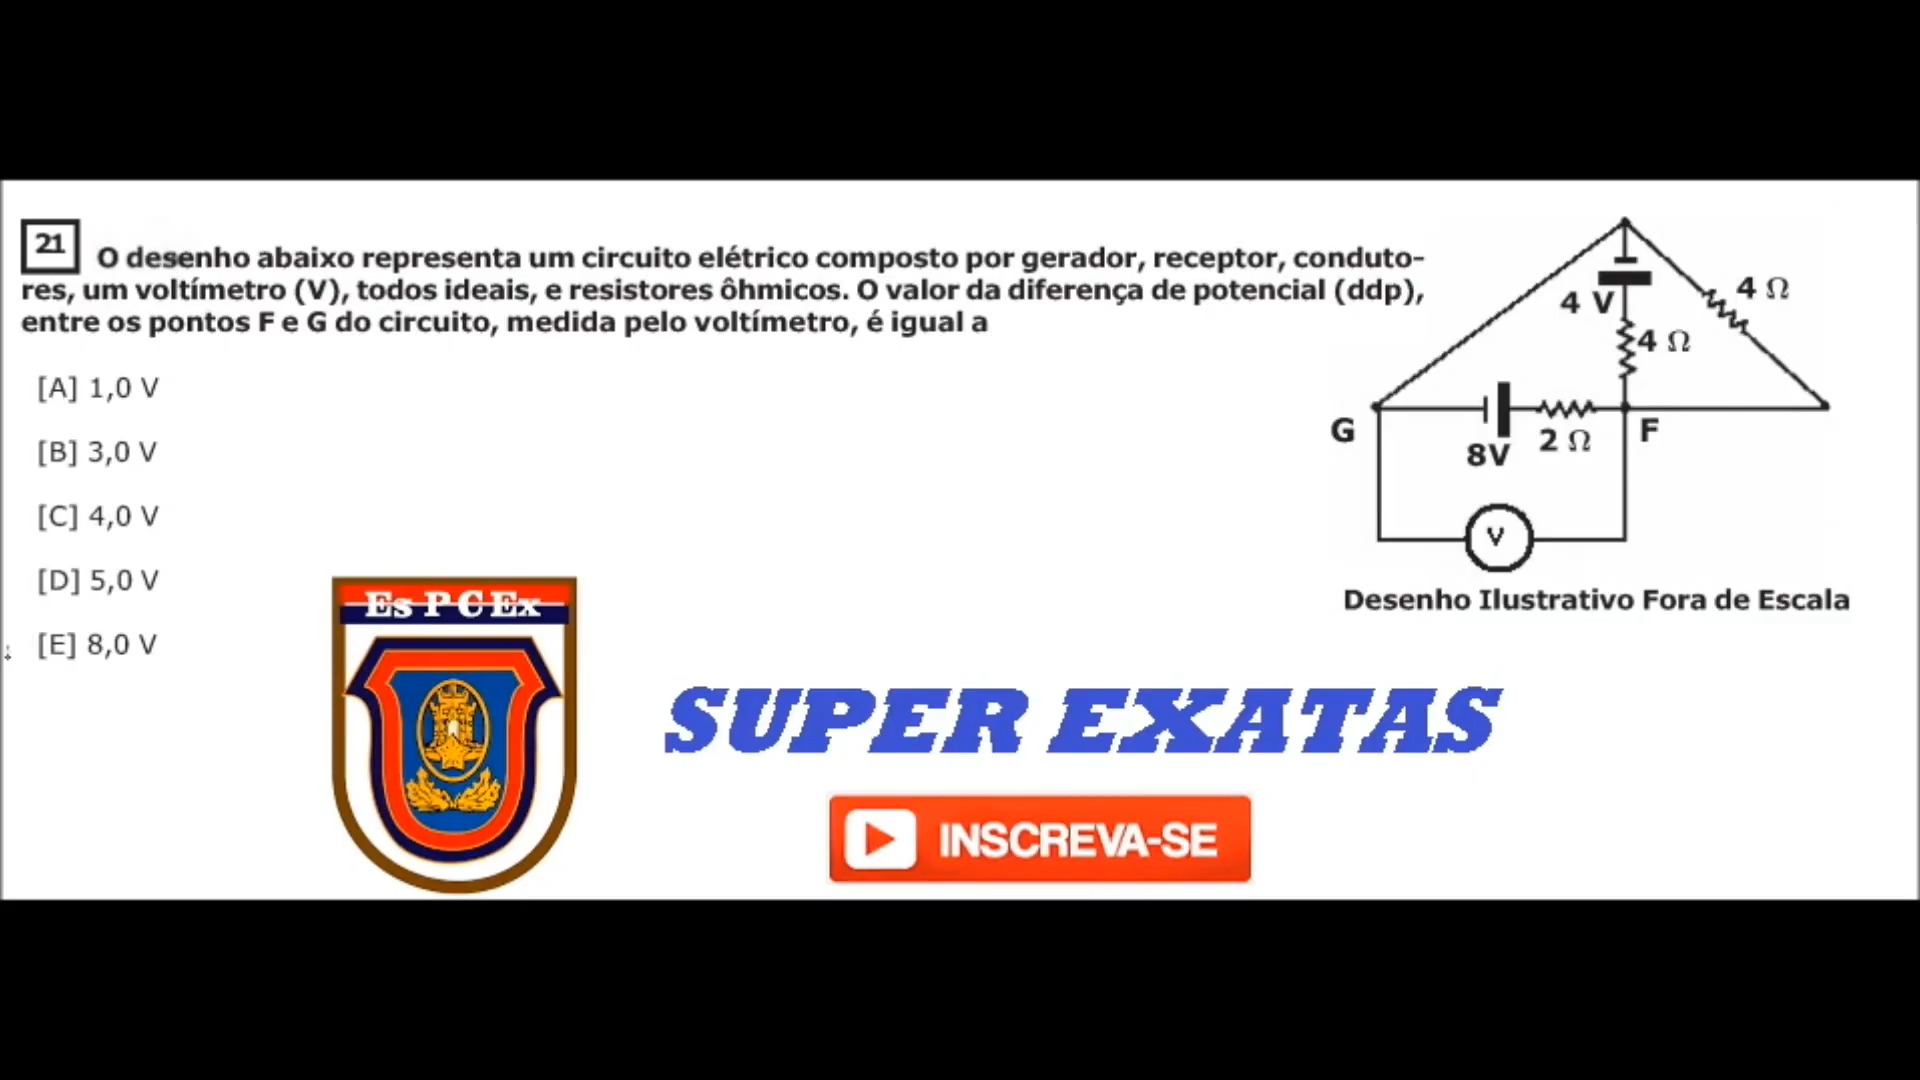 21
O desenho abaixo representa um circuito elétrico composto por gerador, receptor, conduto-
res, um voltímetro (V), todos ideais, e resistores ôhmicos. O valor da diferença de potencial (ddp),
entre os pontos F e G do circuito, medida pelo voltímetro, é igual a
[A] 1,0 V
[B] 3,0 V
[C] 4,0 V
[D] 5,0 V
[E] 8,0 V
4 Ω
4 V
4 Ω
G
8V
2 Ω
F
V
Desenho Ilustrativo Fora de Escala
Es P C Ex
SUPER EXATAS
INSCREVA-SE